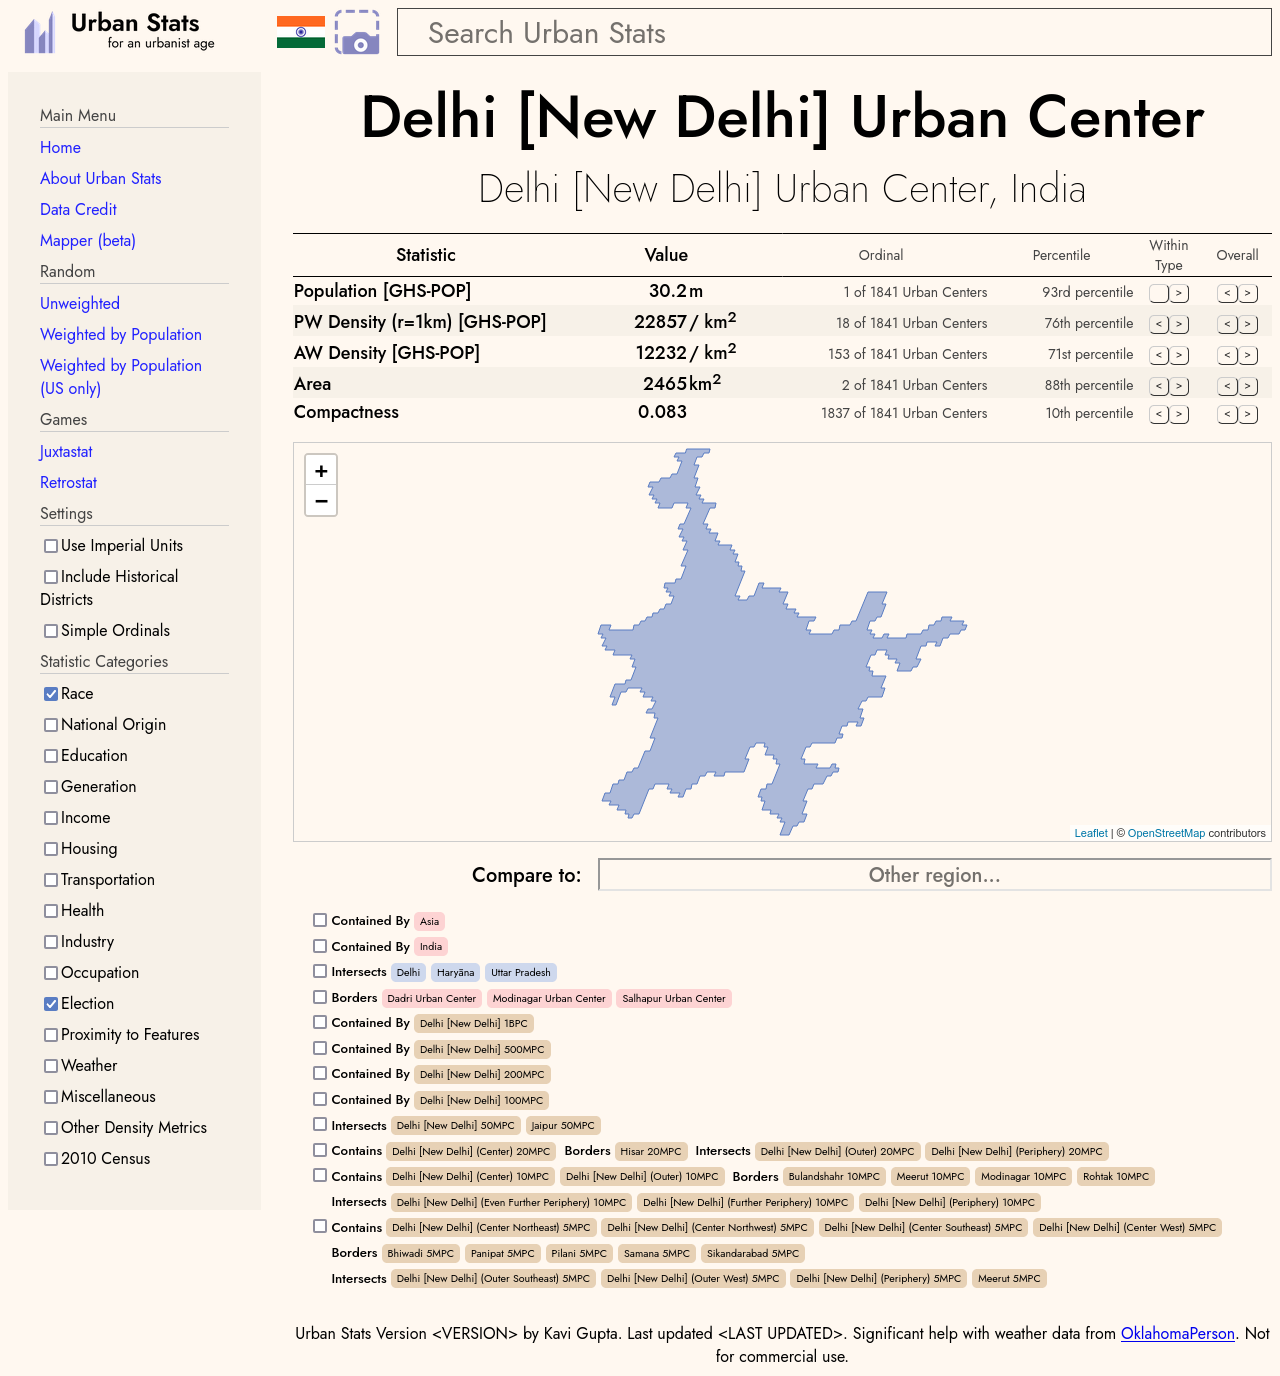 Urban Stats
for an urbanist age
Search Urban Stats
Main Menu
Home
About Urban Stats
Data Credit
Mapper (beta)
Random
Unweighted
Weighted by Population
Weighted by Population
(US only)
Games
Juxtastat
Retrostat
Settings
Use Imperial Units
Include Historical
Districts
Simple Ordinals
Statistic Categories
Race
National Origin
Education
Generation
Income
Housing
Transportation
Health
Industry
Occupation
Election
Proximity to Features
Weather
Miscellaneous
Other Density Metrics
2010 Census
Delhi [New Delhi] Urban Center
Delhi [New Delhi] Urban Center, India
Statistic Value Ordinal Percentile Within Type Overall
Population [GHS-POP] 30.2 m 1 of 1841 Urban Centers 93rd percentile > < >
PW Density (r=1km) [GHS-POP] 22857 / km² 18 of 1841 Urban Centers 76th percentile < > < >
AW Density [GHS-POP] 12232 / km² 153 of 1841 Urban Centers 71st percentile < > < >
Area 2465 km² 2 of 1841 Urban Centers 88th percentile < > < >
Compactness 0.083 1837 of 1841 Urban Centers 10th percentile < > < >
+
−
Leaflet | © OpenStreetMap contributors
Compare to: Other region...
Contained By Asia
Contained By India
Intersects Delhi Haryāna Uttar Pradesh
Borders Dadri Urban Center Modinagar Urban Center Salhapur Urban Center
Contained By Delhi [New Delhi] 1BPC
Contained By Delhi [New Delhi] 500MPC
Contained By Delhi [New Delhi] 200MPC
Contained By Delhi [New Delhi] 100MPC
Intersects Delhi [New Delhi] 50MPC Jaipur 50MPC
Contains Delhi [New Delhi] (Center) 20MPC Borders Hisar 20MPC Intersects Delhi [New Delhi] (Outer) 20MPC Delhi [New Delhi] (Periphery) 20MPC
Contains Delhi [New Delhi] (Center) 10MPC Delhi [New Delhi] (Outer) 10MPC Borders Bulandshahr 10MPC Meerut 10MPC Modinagar 10MPC Rohtak 10MPC
Intersects Delhi [New Delhi] (Even Further Periphery) 10MPC Delhi [New Delhi] (Further Periphery) 10MPC Delhi [New Delhi] (Periphery) 10MPC
Contains Delhi [New Delhi] (Center Northeast) 5MPC Delhi [New Delhi] (Center Northwest) 5MPC Delhi [New Delhi] (Center Southeast) 5MPC Delhi [New Delhi] (Center West) 5MPC
Borders Bhiwadi 5MPC Panipat 5MPC Pilani 5MPC Samana 5MPC Sikandarabad 5MPC
Intersects Delhi [New Delhi] (Outer Southeast) 5MPC Delhi [New Delhi] (Outer West) 5MPC Delhi [New Delhi] (Periphery) 5MPC Meerut 5MPC
Urban Stats Version <VERSION> by Kavi Gupta. Last updated <LAST UPDATED>. Significant help with weather data from OklahomaPerson. Not
for commercial use.